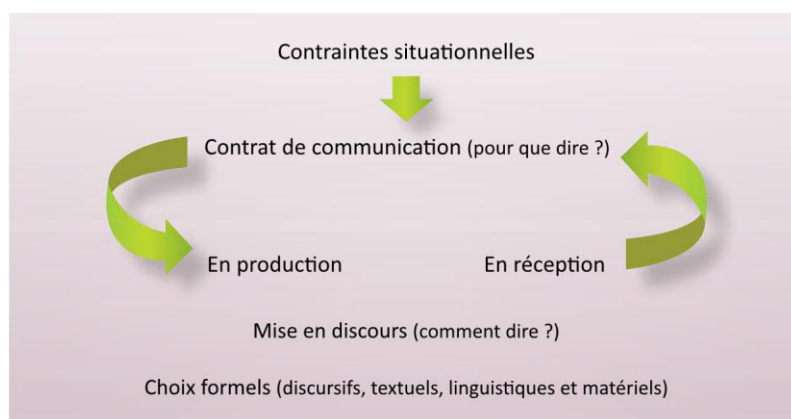 Contraintes situationnelles
Contrat de communication (pour que dire ?)
En production
En réception
Mise en discours (comment dire ?)
Choix formels (discursifs, textuels, linguistiques et matériels)